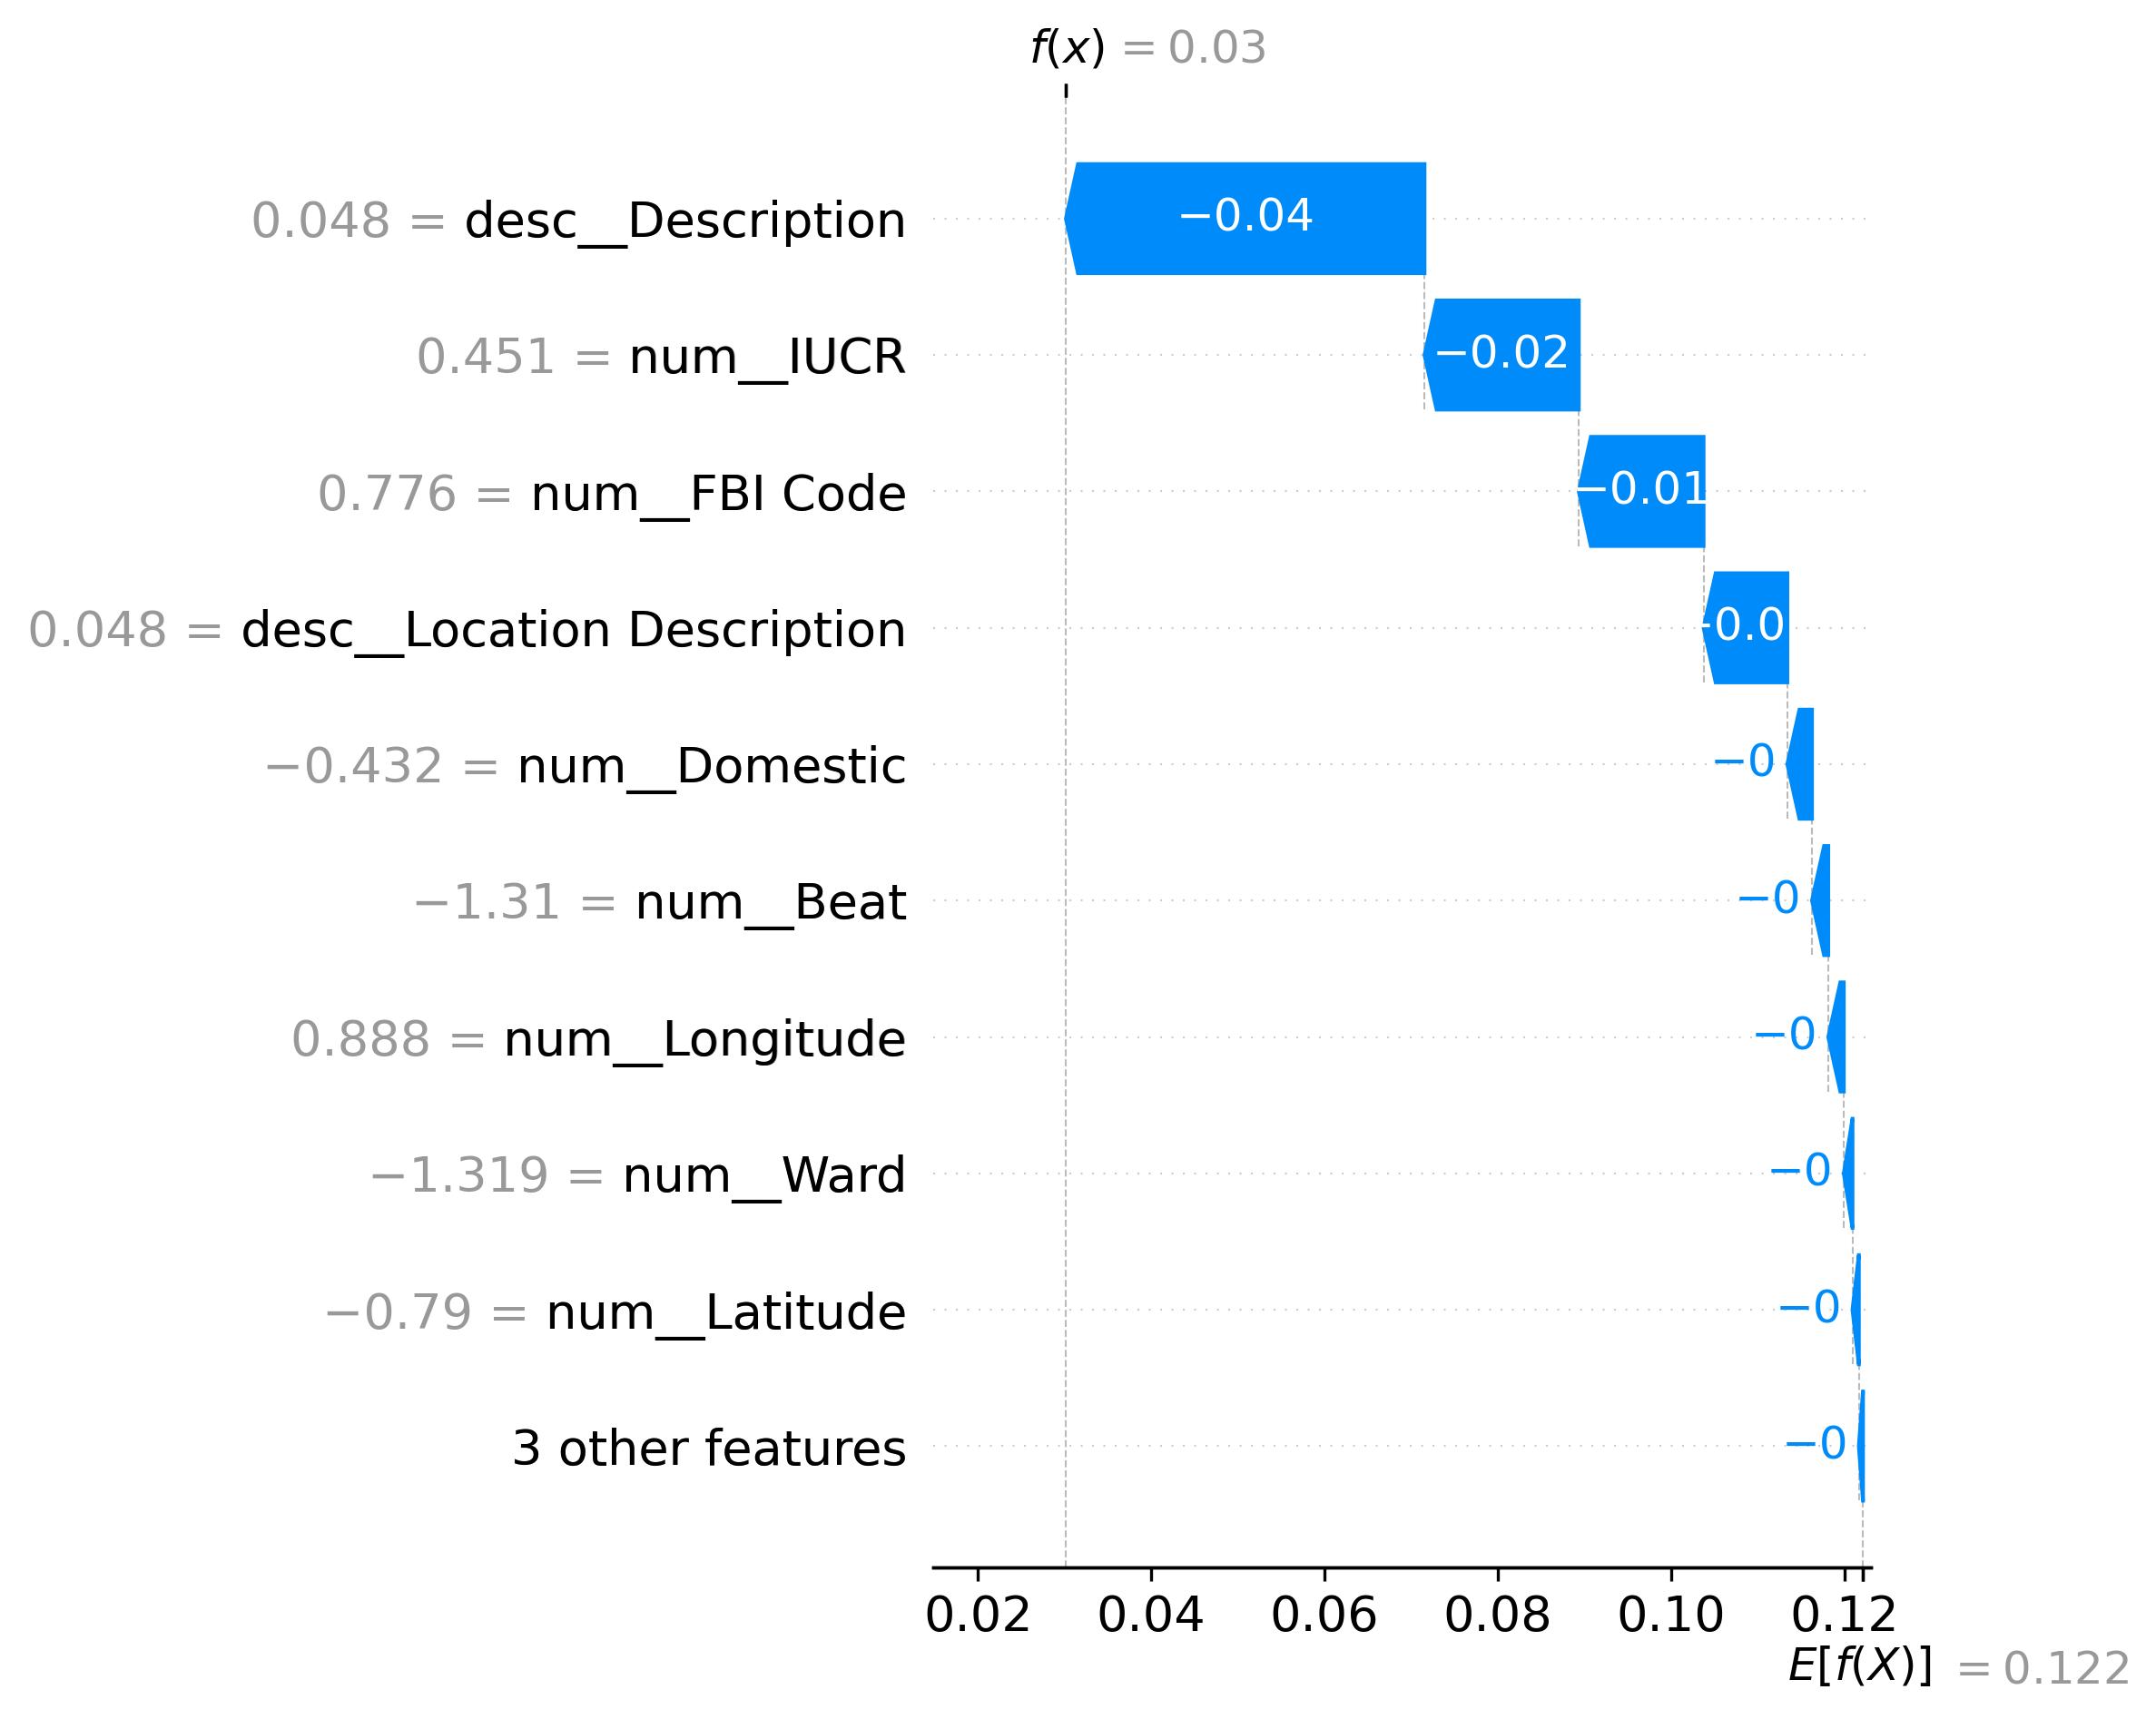 f(x) = 0.03
0.048 = desc__Description −0.04
0.451 = num__IUCR −0.02
0.776 = num__FBI Code −0.01
0.048 = desc__Location Description -0.0
−0.432 = num__Domestic −0
−1.31 = num__Beat −0
0.888 = num__Longitude −0
−1.319 = num__Ward −0
−0.79 = num__Latitude −0
3 other features −0
0.02 0.04 0.06 0.08 0.10 0.12
E[f(X)] = 0.122